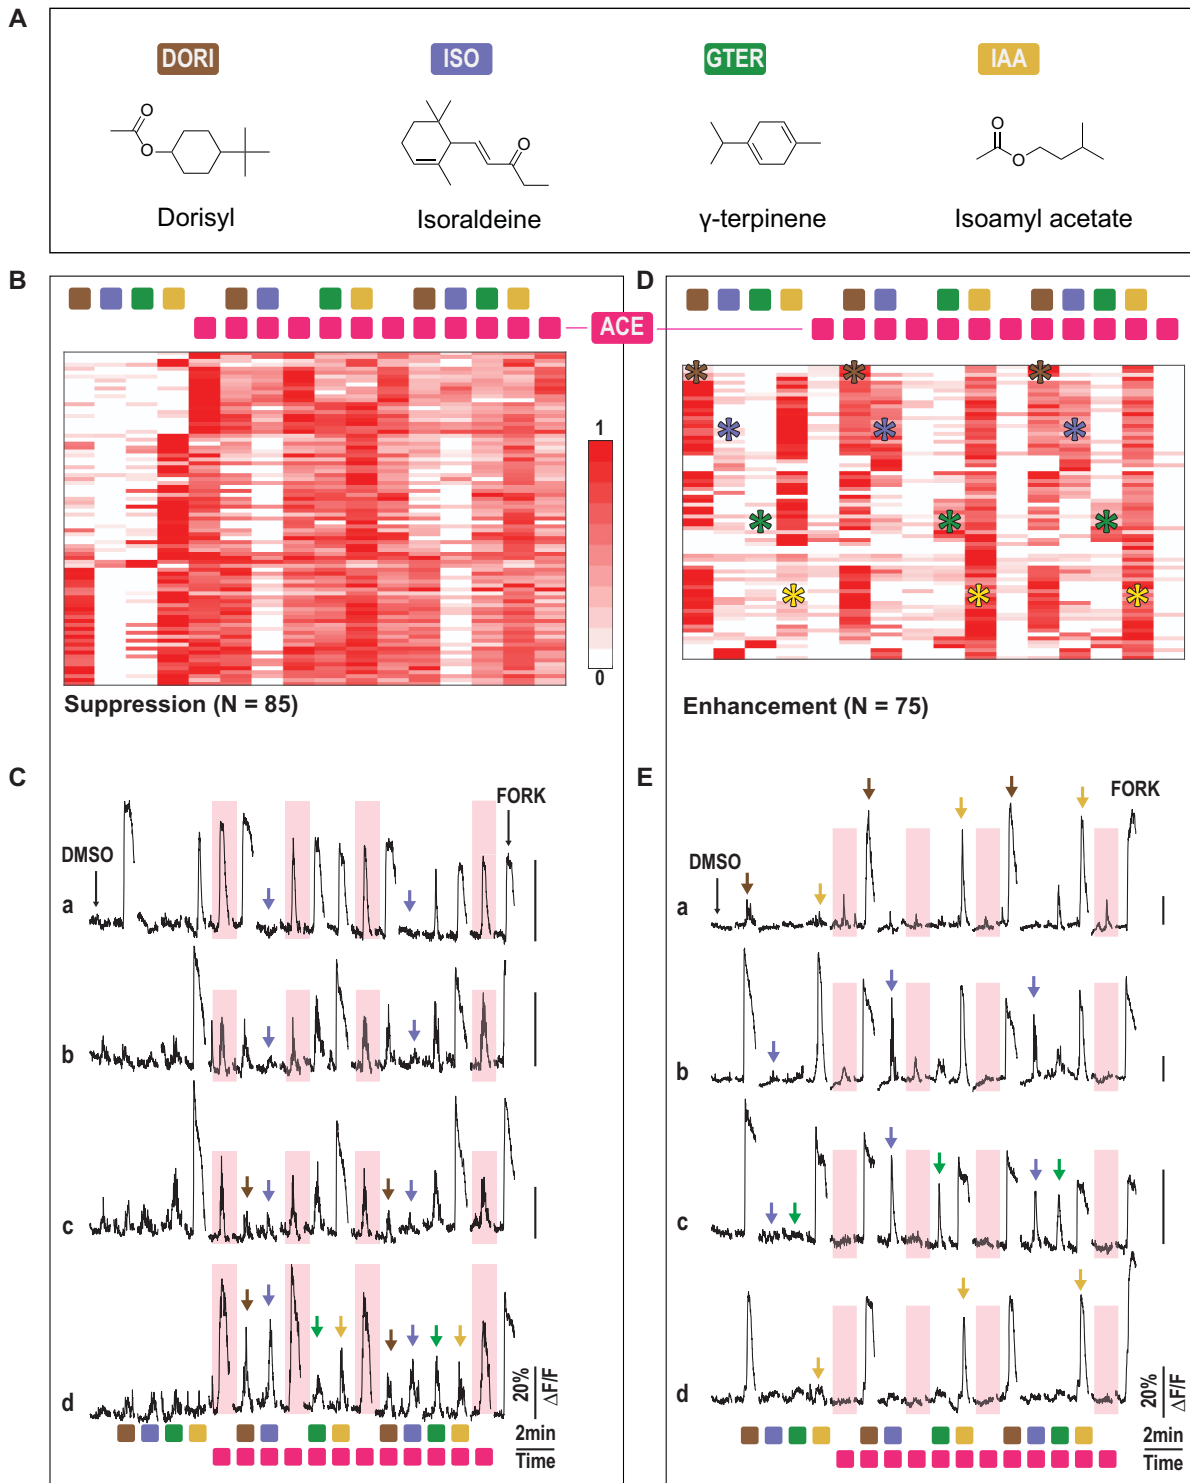 A
DORI
ISO
GTER
IAA
O
O
O
O
O
O
Dorisyl
Isoraldeine
γ-terpinene
Isoamyl acetate
B
D
ACE
1
0
Suppression (N = 85)
Enhancement (N = 75)
C
E
FORK
DMSO
a
b
c
d
20%
ΔF/F
2min
Time
FORK
DMSO
a
b
c
d
20%
ΔF/F
2min
Time